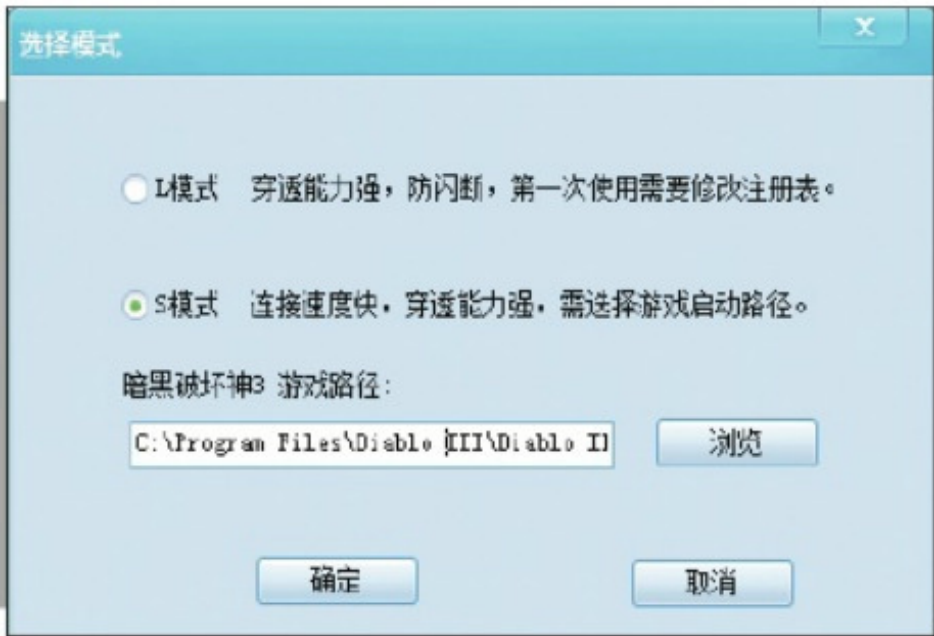 选择模式
x
L模式 穿透能力强，防闪断，第一次使用需要修改注册表。
S模式 连接速度快，穿透能力强，需选择游戏启动路径。
暗黑破坏神3 游戏路径：
C:\Program Files\Diablo III\Diablo II
浏览
确定 取消